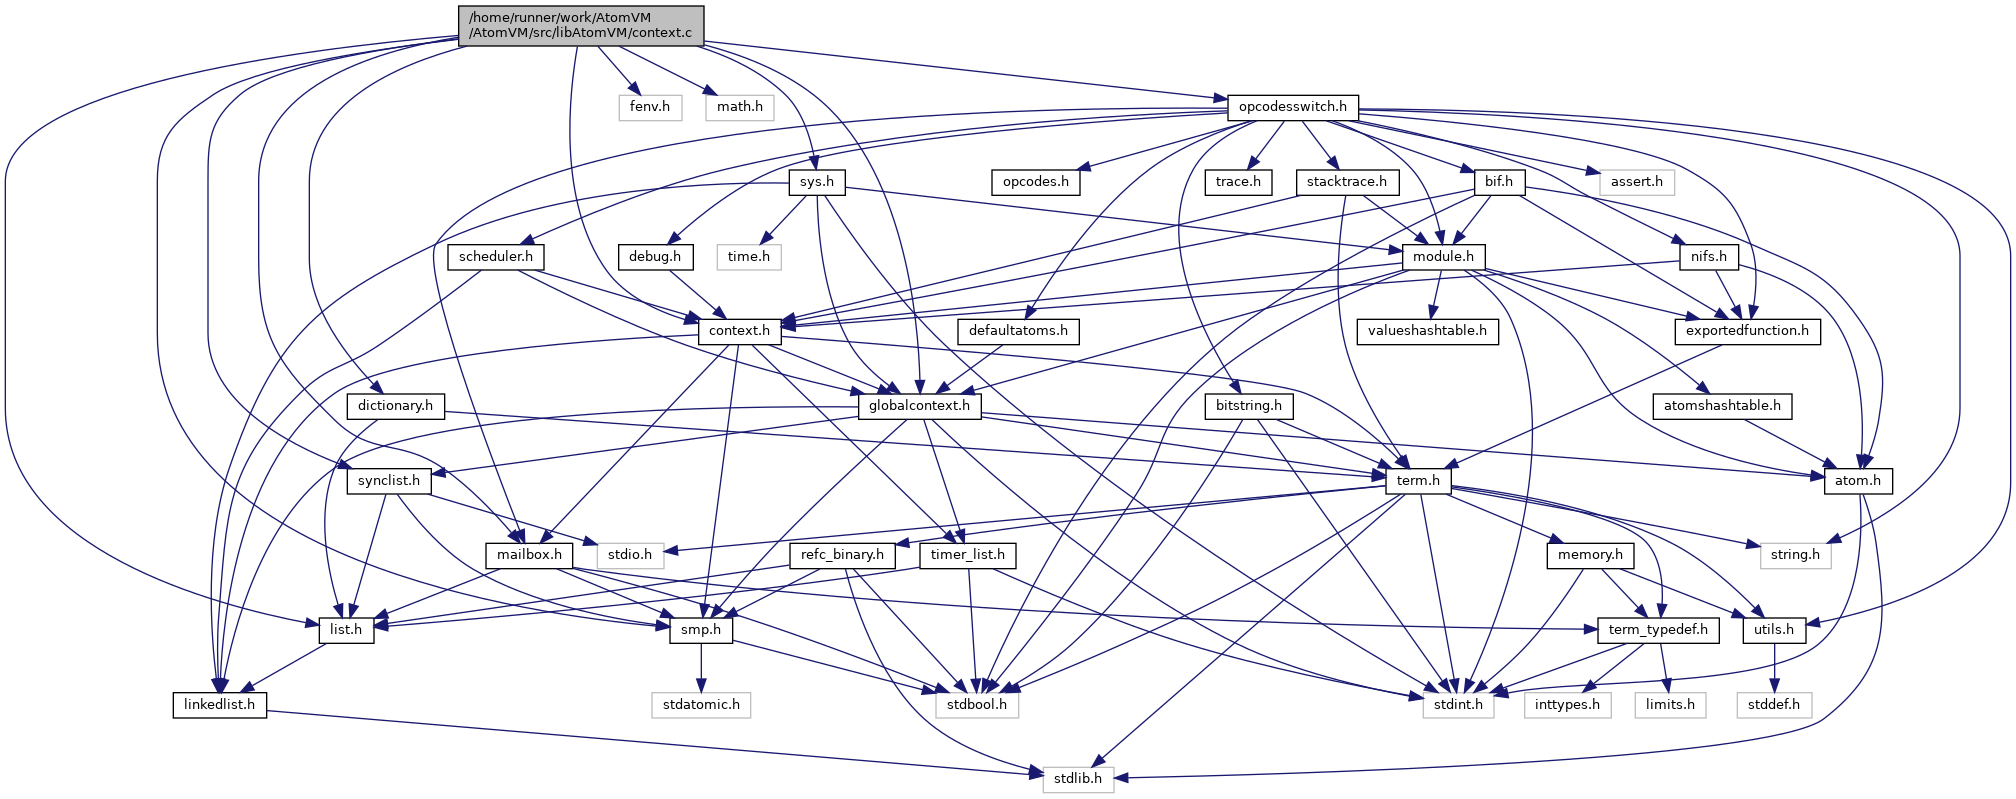 /home/runner/work/AtomVM
/AtomVM/src/libAtomVM/context.c
fenv.h
math.h
opcodesswitch.h
sys.h
opcodes.h
trace.h
stacktrace.h
bif.h
assert.h
scheduler.h
debug.h
time.h
module.h
nifs.h
context.h
defaultatoms.h
valueshashtable.h
exportedfunction.h
dictionary.h
globalcontext.h
bitstring.h
atomshashtable.h
synclist.h
term.h
atom.h
mailbox.h
stdio.h
refc_binary.h
timer_list.h
memory.h
string.h
list.h
smp.h
term_typedef.h
utils.h
linkedlist.h
stdatomic.h
stdbool.h
stdint.h
inttypes.h
limits.h
stddef.h
stdlib.h